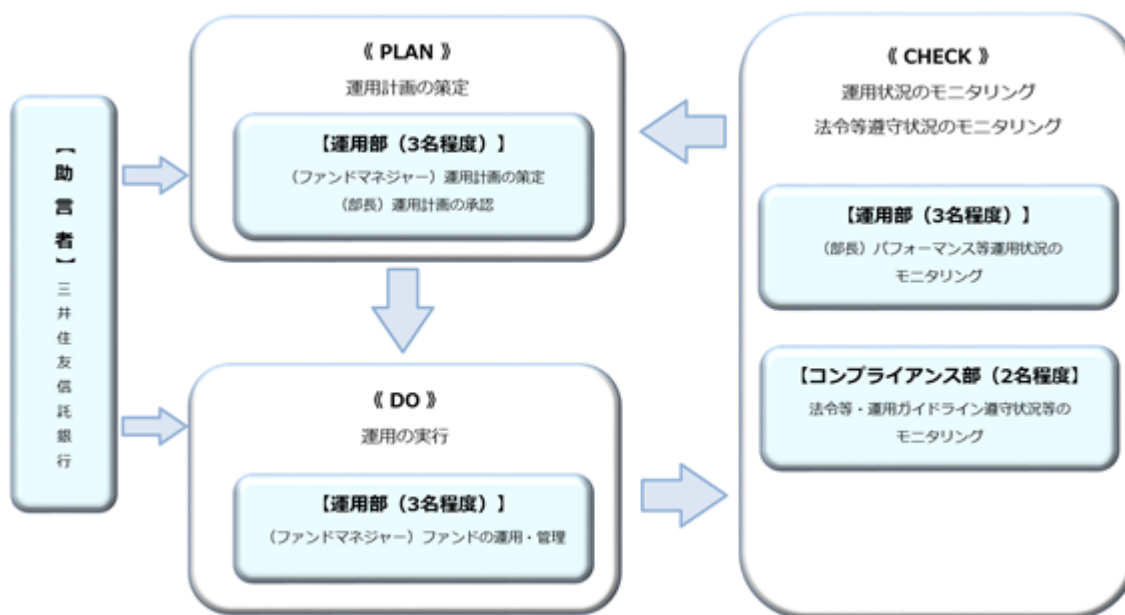 【助言者】三井住友信託銀行
《 PLAN 》
運用計画の策定
【運用部（3名程度）】
（ファンドマネジャー）運用計画の策定
（部長）運用計画の承認
《 DO 》
運用の実行
【運用部（3名程度）】
（ファンドマネジャー）ファンドの運用・管理
《 CHECK 》
運用状況のモニタリング
法令等遵守状況のモニタリング
【運用部（3名程度）】
（部長）パフォーマンス等運用状況の
モニタリング
【コンプライアンス部（2名程度】
法令等・運用ガイドライン遵守状況等の
モニタリング